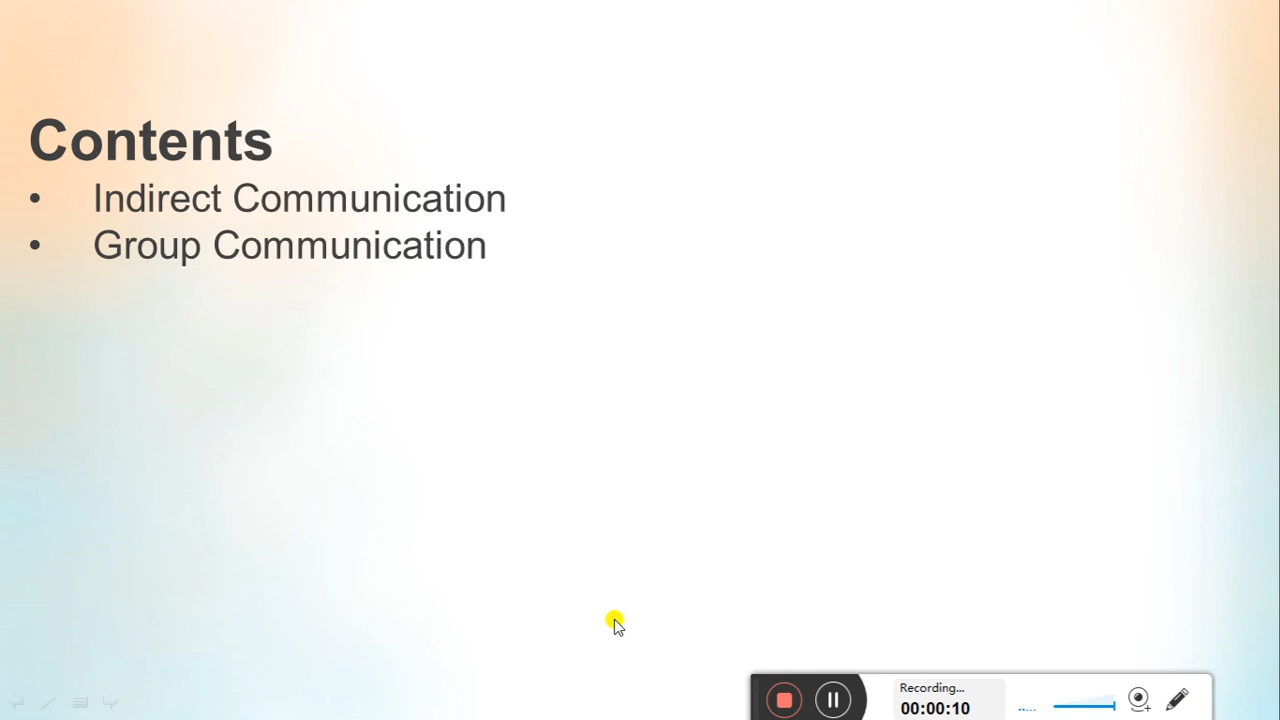 Contents
• Indirect Communication
• Group Communication
Recording...
00:00:10